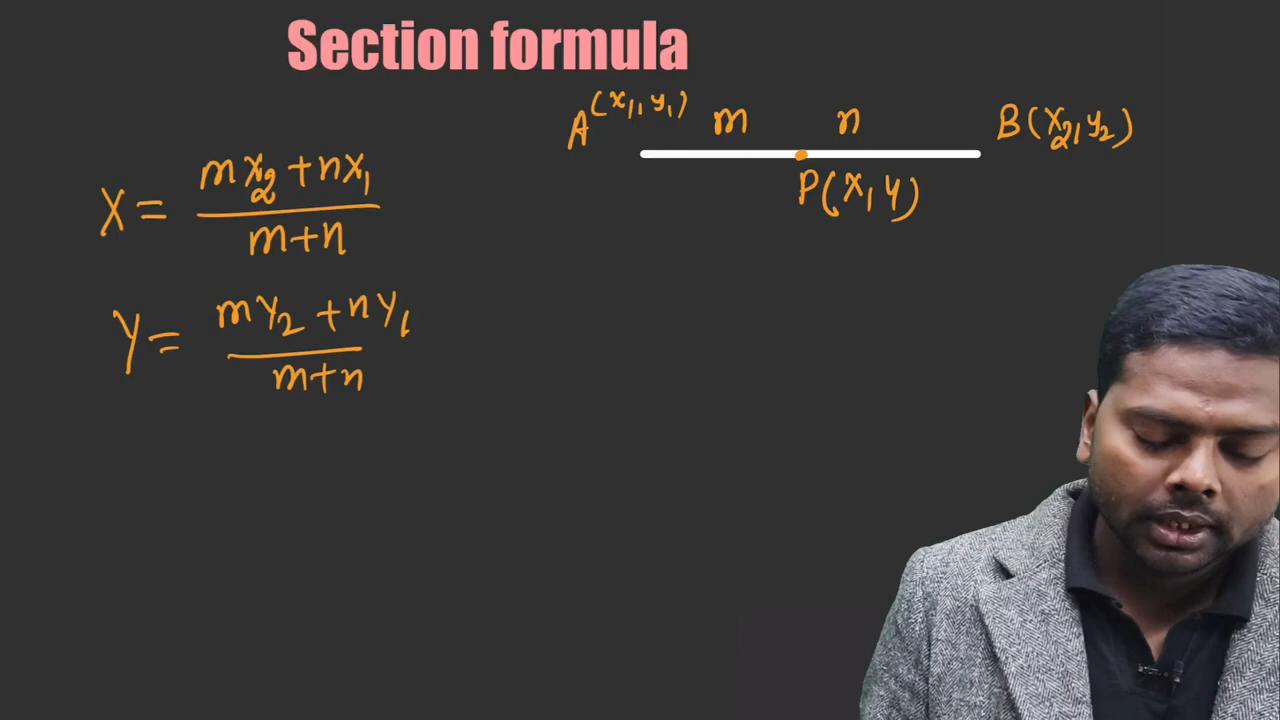 Section formula
A(x₁, y₁) m n B(x₂, y₂)
P(x, y)
X = (mx₂ + nx₁) / (m+n)
Y = (my₂ + ny₁) / (m+n)